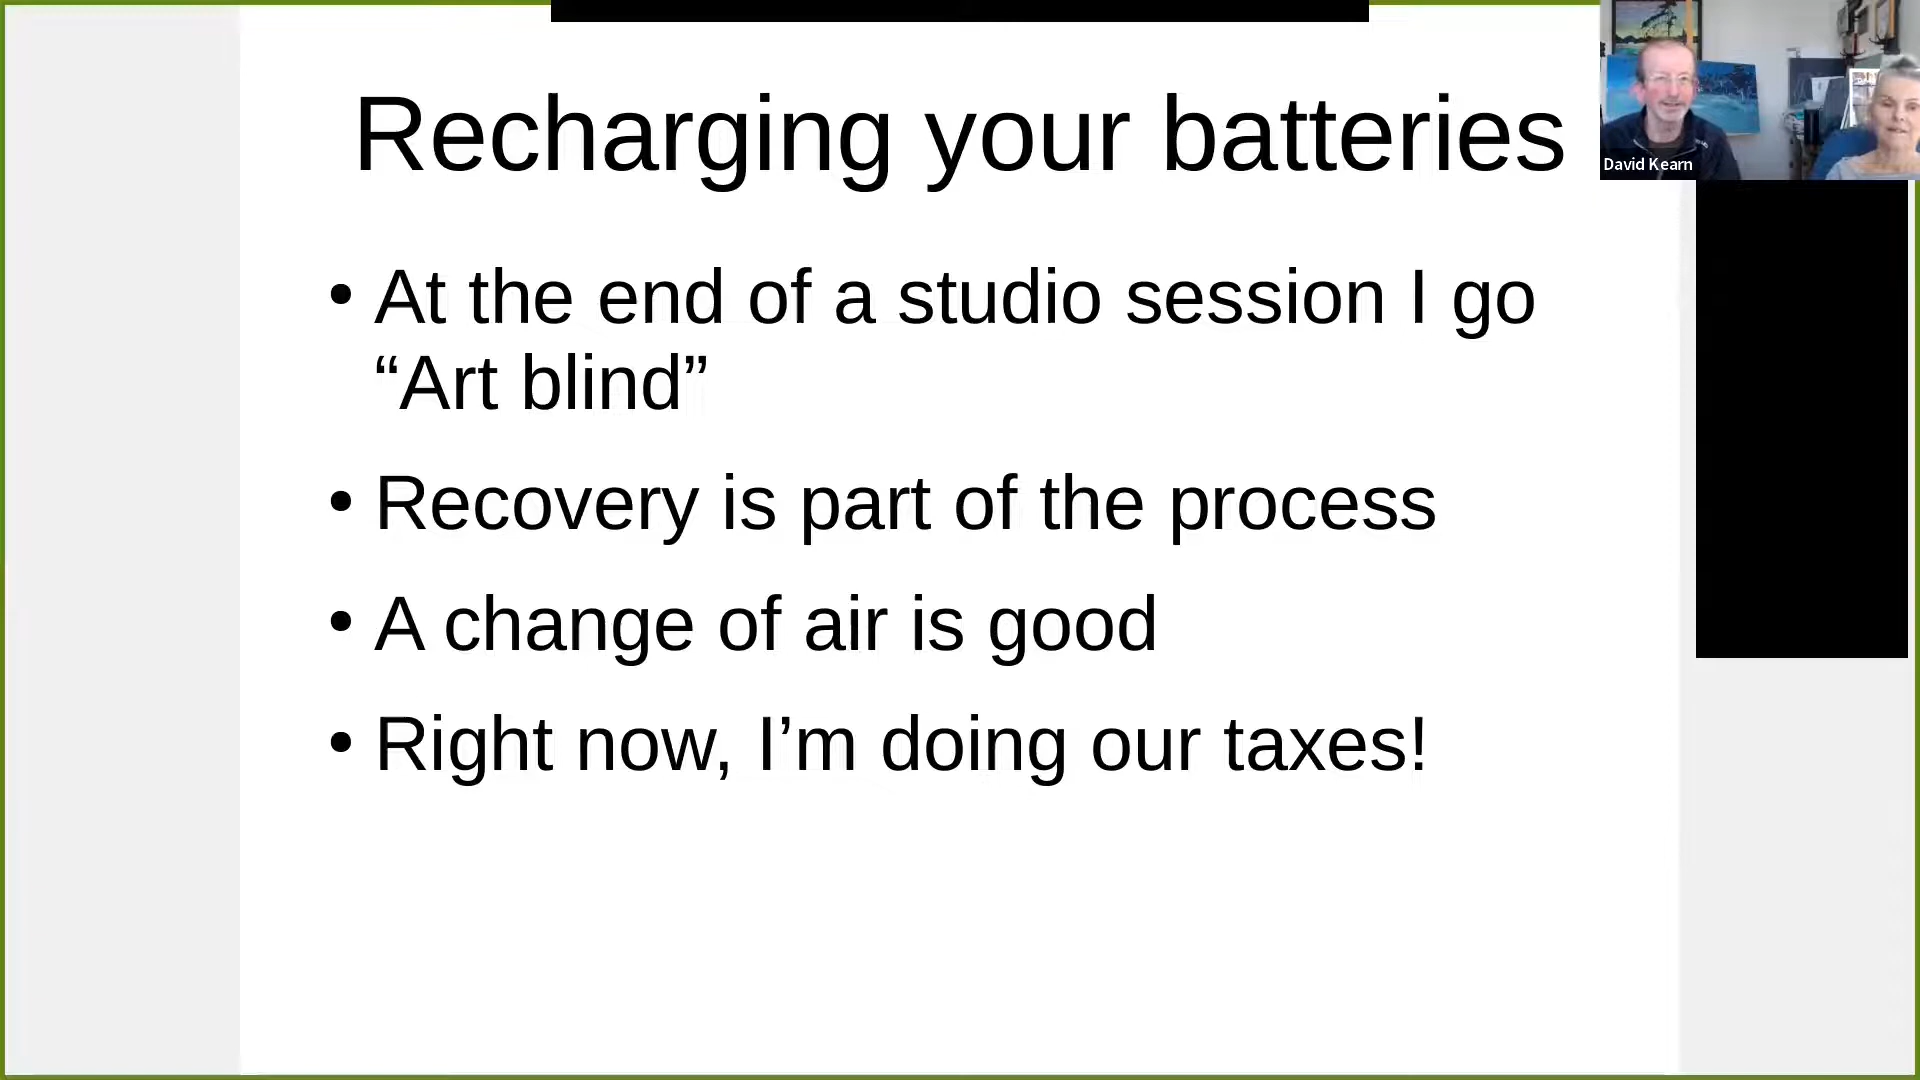 Recharging your batteries
• At the end of a studio session I go
“Art blind”
• Recovery is part of the process
• A change of air is good
• Right now, I’m doing our taxes!
David Kearn